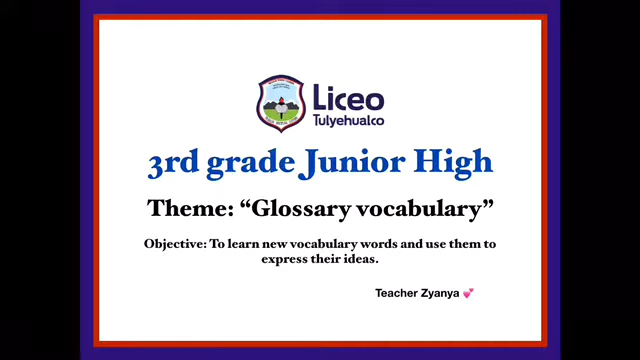 Liceo
Tulyehualco
3rd grade Junior High
Theme: “Glossary vocabulary”
Objective: To learn new vocabulary words and use them to
express their ideas.
Teacher Zyanya 💕